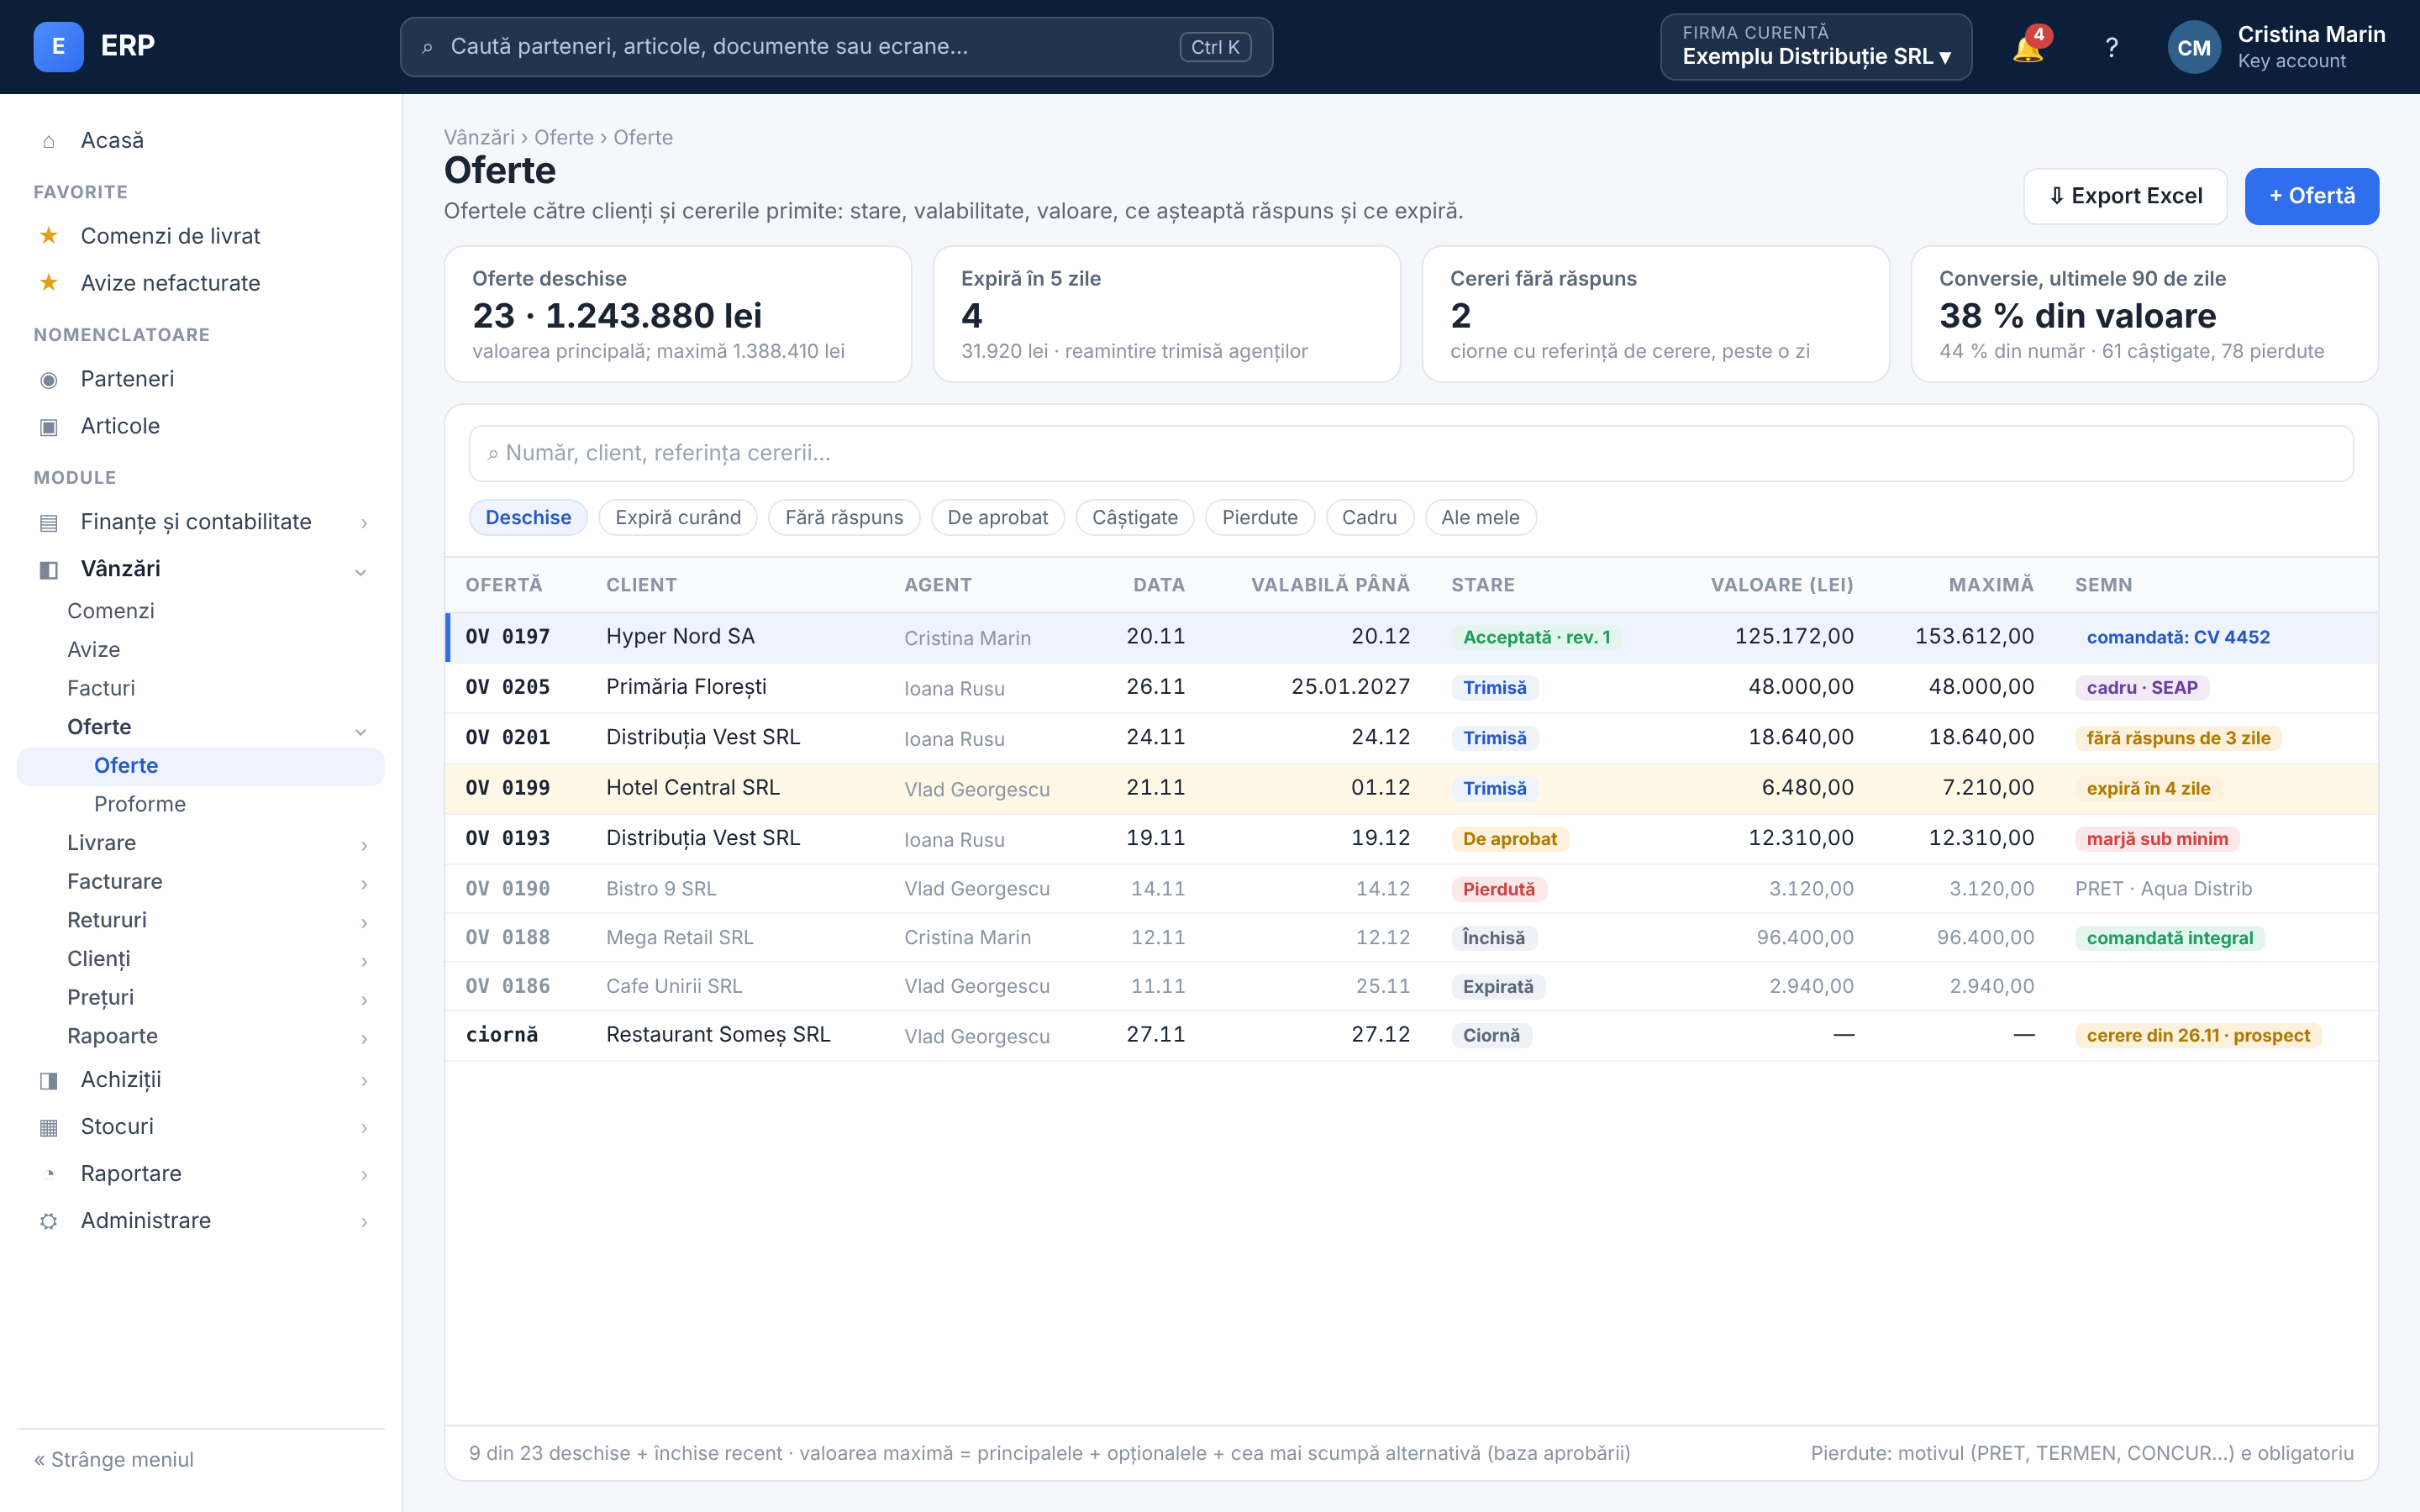 E ERP
Caută parteneri, articole, documente sau ecrane... Ctrl K
FIRMA CURENTĂ
Exemplu Distribuție SRL ▾
4
?
CM
Cristina Marin
Key account
Acasă
FAVORITE
★ Comenzi de livrat
★ Avize nefacturate
NOMENCLATOARE
Parteneri
Articole
MODULE
Finanțe și contabilitate ›
Vânzări
Comenzi
Avize
Facturi
Oferte
Oferte
Proforme
Livrare ›
Facturare ›
Retururi ›
Clienți ›
Prețuri ›
Rapoarte ›
Achiziții ›
Stocuri ›
Raportare ›
Administrare ›
« Strânge meniul
Vânzări › Oferte › Oferte
Oferte
Ofertele către clienți și cererile primite: stare, valabilitate, valoare, ce așteaptă răspuns și ce expiră.
⇩ Export Excel
+ Ofertă
Oferte deschise
23 · 1.243.880 lei
valoarea principală; maximă 1.388.410 lei
Expiră în 5 zile
4
31.920 lei · reamintire trimisă agenților
Cereri fără răspuns
2
ciorne cu referință de cerere, peste o zi
Conversie, ultimele 90 de zile
38 % din valoare
44 % din număr · 61 câștigate, 78 pierdute
Număr, client, referința cererii...
Deschise Expiră curând Fără răspuns De aprobat Câștigate Pierdute Cadru Ale mele
OFERTĂ CLIENT AGENT DATA VALABILĂ PÂNĂ STARE VALOARE (LEI) MAXIMĂ SEMN
OV 0197 Hyper Nord SA Cristina Marin 20.11 20.12 Acceptată · rev. 1 125.172,00 153.612,00 comandată: CV 4452
OV 0205 Primăria Florești Ioana Rusu 26.11 25.01.2027 Trimisă 48.000,00 48.000,00 cadru · SEAP
OV 0201 Distribuția Vest SRL Ioana Rusu 24.11 24.12 Trimisă 18.640,00 18.640,00 fără răspuns de 3 zile
OV 0199 Hotel Central SRL Vlad Georgescu 21.11 01.12 Trimisă 6.480,00 7.210,00 expiră în 4 zile
OV 0193 Distribuția Vest SRL Ioana Rusu 19.11 19.12 De aprobat 12.310,00 12.310,00 marjă sub minim
OV 0190 Bistro 9 SRL Vlad Georgescu 14.11 14.12 Pierdută 3.120,00 3.120,00 PRET · Aqua Distrib
OV 0188 Mega Retail SRL Cristina Marin 12.11 12.12 Închisă 96.400,00 96.400,00 comandată integral
OV 0186 Cafe Unirii SRL Vlad Georgescu 11.11 25.11 Expirată 2.940,00 2.940,00
ciornă Restaurant Someș SRL Vlad Georgescu 27.11 27.12 Ciornă — — cerere din 26.11 · prospect
9 din 23 deschise + închise recent · valoarea maximă = principalele + opționalele + cea mai scumpă alternativă (baza aprobării)
Pierdute: motivul (PRET, TERMEN, CONCUR...) e obligatoriu